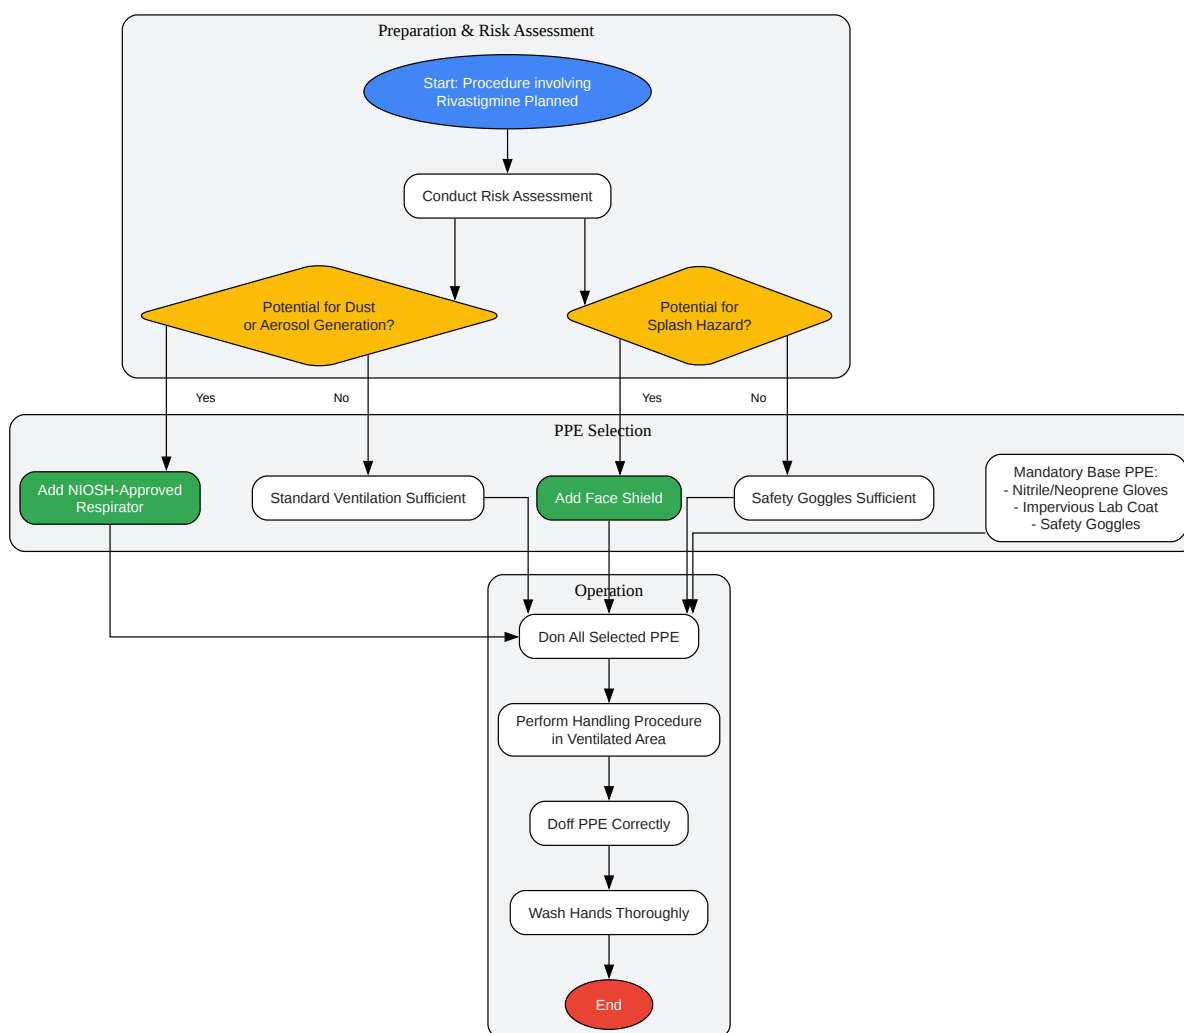 Preparation & Risk Assessment
Start: Procedure involving
Rivastigmine Planned
Conduct Risk Assessment
Potential for Dust
or Aerosol Generation?
Potential for
Splash Hazard?
Yes
No
Yes
No
PPE Selection
Add NIOSH-Approved
Respirator
Standard Ventilation Sufficient
Add Face Shield
Safety Goggles Sufficient
Mandatory Base PPE:
- Nitrile/Neoprene Gloves
- Impervious Lab Coat
- Safety Goggles
Operation
Don All Selected PPE
Perform Handling Procedure
in Ventilated Area
Doff PPE Correctly
Wash Hands Thoroughly
End